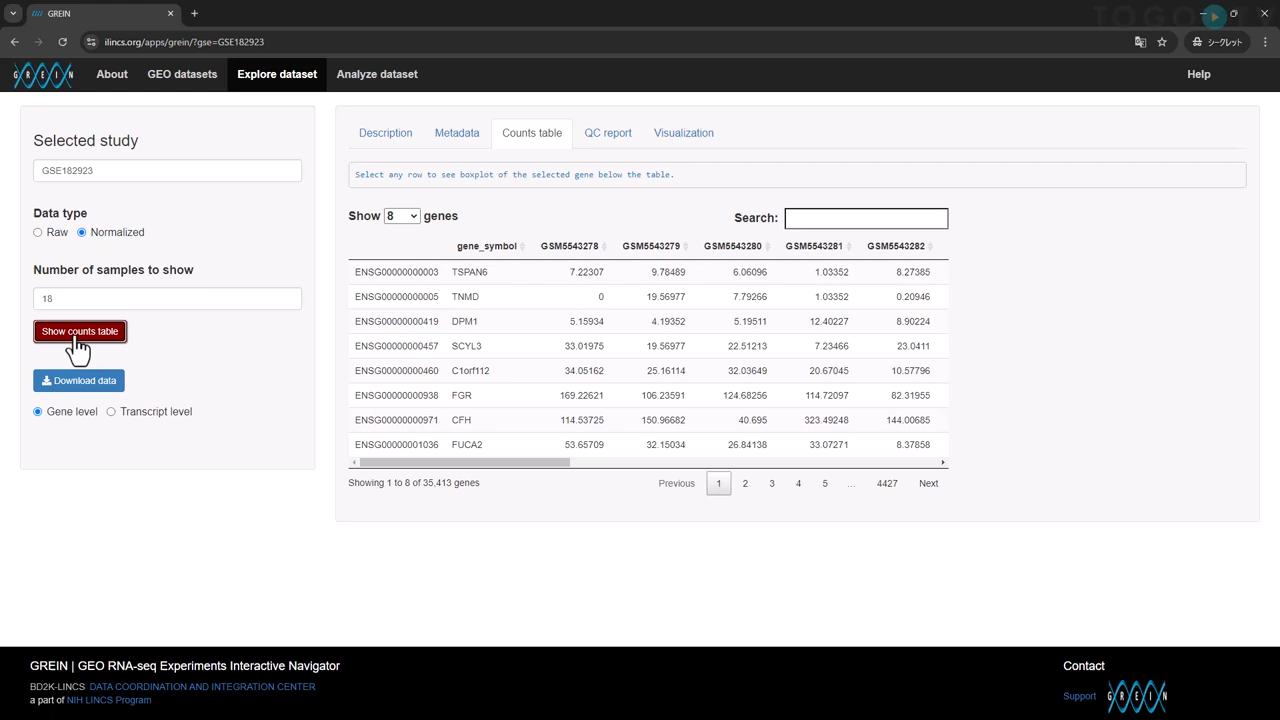 GREIN
TOGO TV
ilincs.org/apps/grein/?gse=GSE182923
シークレット
GREIN About GEO datasets Explore dataset Analyze dataset Help
Selected study
GSE182923
Data type
Raw Normalized
Number of samples to show
18
Show counts table
Download data
Gene level Transcript level
Description Metadata Counts table QC report Visualization
Select any row to see boxplot of the selected gene below the table.
Show 8 genes Search:
gene_symbol GSM5543278 GSM5543279 GSM5543280 GSM5543281 GSM5543282
ENSG00000000003 TSPAN6 7.22307 9.78489 6.06096 1.03352 8.27385
ENSG00000000005 TNMD 0 19.56977 7.79266 1.03352 0.20946
ENSG00000000419 DPM1 5.15934 4.19352 5.19511 12.40227 8.90224
ENSG00000000457 SCYL3 33.01975 19.56977 22.51213 7.23466 23.0411
ENSG00000000460 C1orf112 34.05162 25.16114 32.03649 20.67045 10.57796
ENSG00000000938 FGR 169.22621 106.23591 124.68256 114.72097 82.31955
ENSG00000000971 CFH 114.53725 150.96682 40.695 323.49248 144.00685
ENSG00000001036 FUCA2 53.65709 32.15034 26.84138 33.07271 8.37858
Showing 1 to 8 of 35,413 genes Previous 1 2 3 4 5 … 4427 Next
GREIN | GEO RNA-seq Experiments Interactive Navigator
BD2K-LINCS DATA COORDINATION AND INTEGRATION CENTER
a part of NIH LINCS Program
Contact
Support GREIN